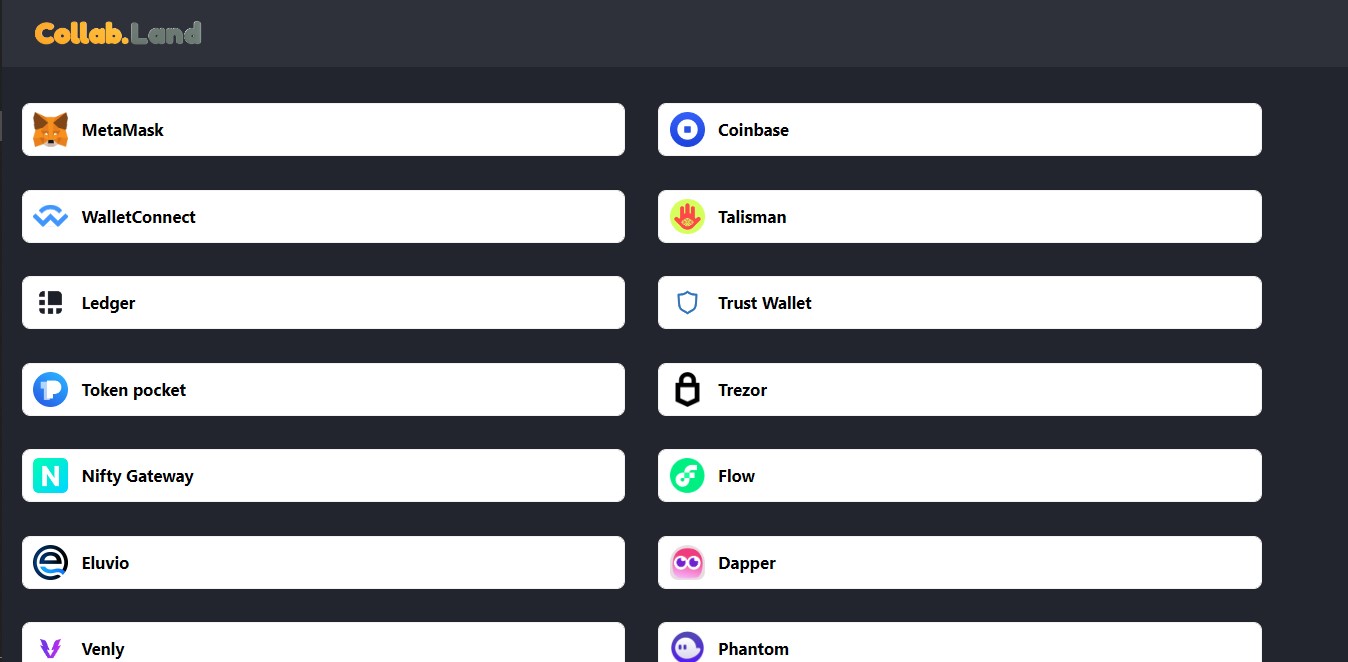 Collab.Land
MetaMask
Coinbase
WalletConnect
Talisman
Ledger
Trust Wallet
Token pocket
Trezor
Nifty Gateway
Flow
Eluvio
Dapper
Venly
Phantom